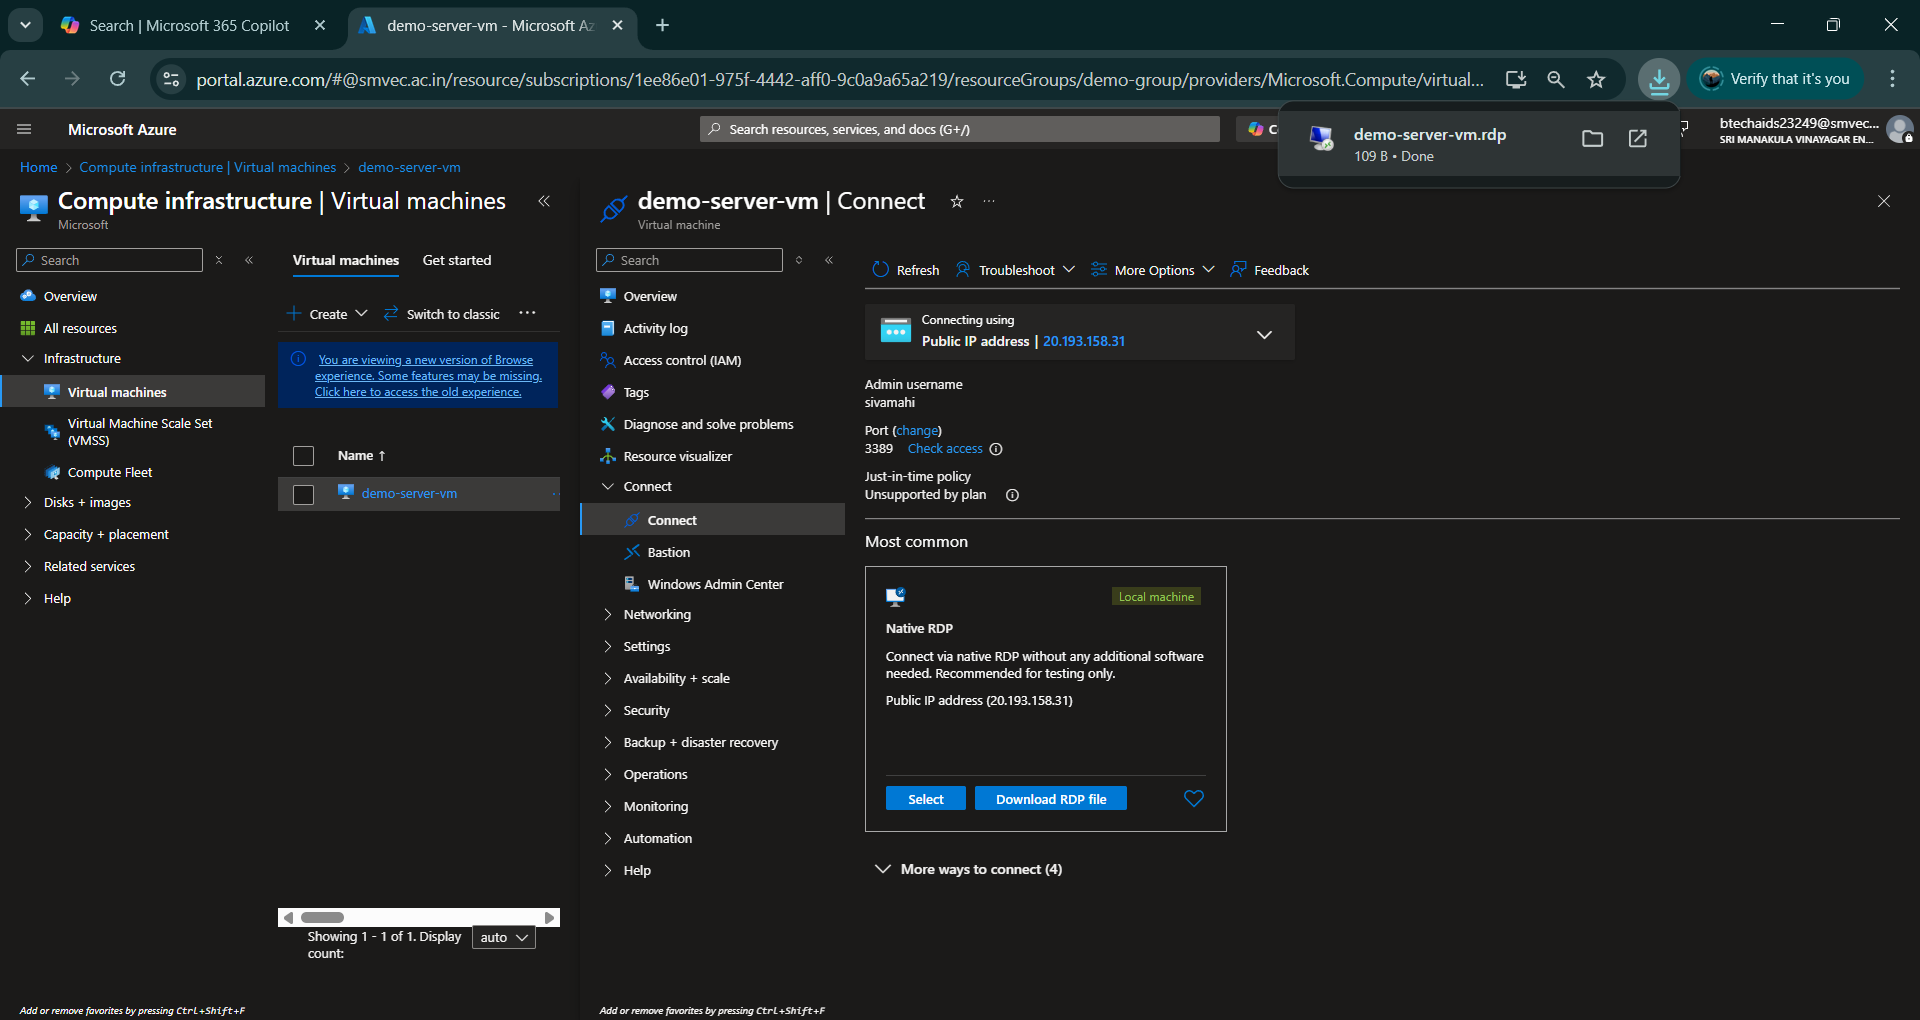 Search | Microsoft 365 Copilot
demo-server-vm - Microsoft Az
portal.azure.com/#@smvec.ac.in/resource/subscriptions/1ee86e01-975f-4442-aff0-9c0a9a65a219/resourceGroups/demo-group/providers/Microsoft.Compute/virtual...
Verify that it's you
Microsoft Azure
Search resources, services, and docs (G+/)
demo-server-vm.rdp
109 B • Done
btechaids23249@smvec...
SRI MANAKULA VINAYAGAR EN...
Home > Compute infrastructure | Virtual machines > demo-server-vm
Compute infrastructure | Virtual machines
Microsoft
Search
Overview
All resources
Infrastructure
Virtual machines
Virtual Machine Scale Set
(VMSS)
Compute Fleet
Disks + images
Capacity + placement
Related services
Help
Add or remove favorites by pressing Ctrl+Shift+F
Virtual machines
Get started
Create
Switch to classic
You are viewing a new version of Browse
experience. Some features may be missing.
Click here to access the old experience.
Name ↑
demo-server-vm
Showing 1 - 1 of 1. Display
count:
auto
demo-server-vm | Connect
Virtual machine
Search
Overview
Activity log
Access control (IAM)
Tags
Diagnose and solve problems
Resource visualizer
Connect
Connect
Bastion
Windows Admin Center
Networking
Settings
Availability + scale
Security
Backup + disaster recovery
Operations
Monitoring
Automation
Help
Add or remove favorites by pressing Ctrl+Shift+F
Refresh
Troubleshoot
More Options
Feedback
Connecting using
Public IP address | 20.193.158.31
Admin username
sivamahi
Port (change)
3389 Check access
Just-in-time policy
Unsupported by plan
Most common
Local machine
Native RDP
Connect via native RDP without any additional software
needed. Recommended for testing only.
Public IP address (20.193.158.31)
Select
Download RDP file
More ways to connect (4)